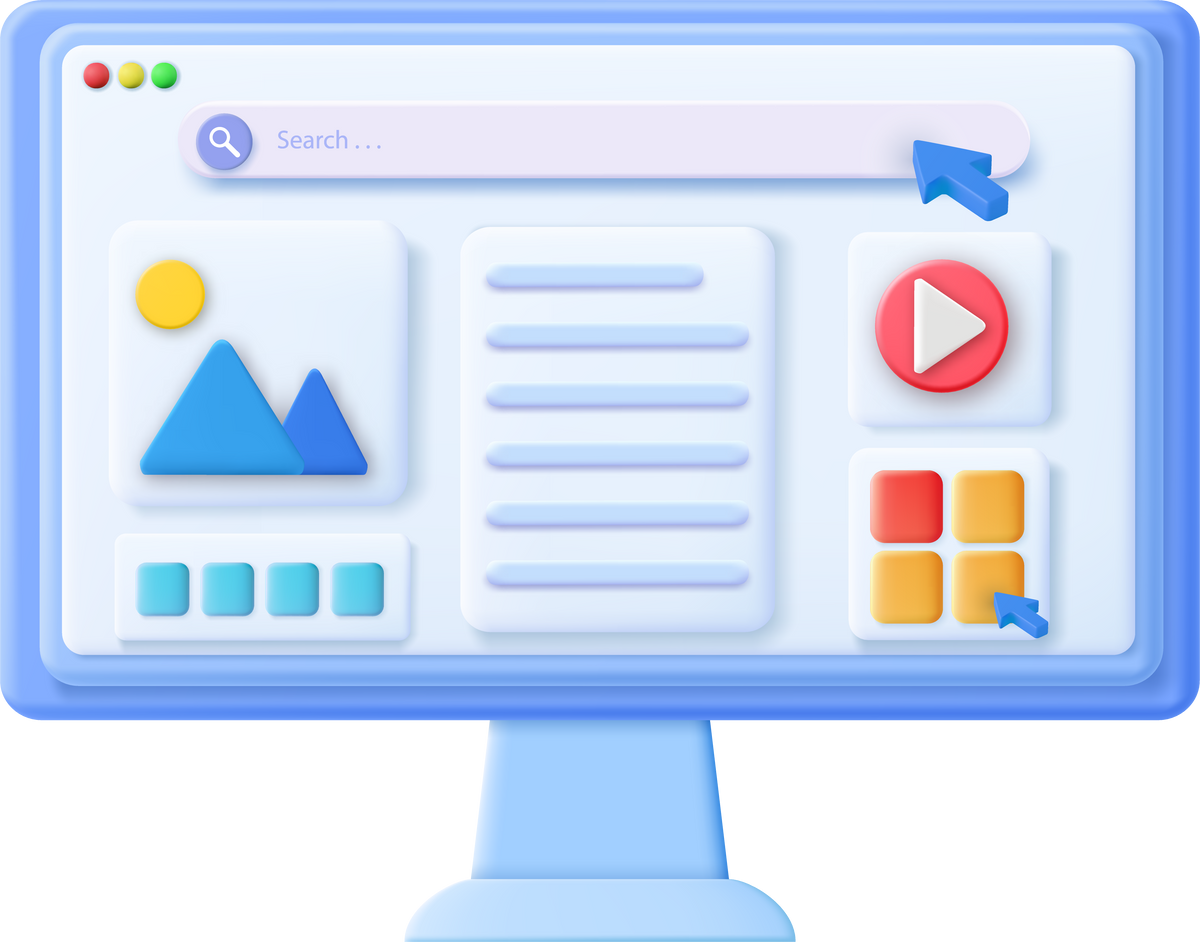 Search . . .